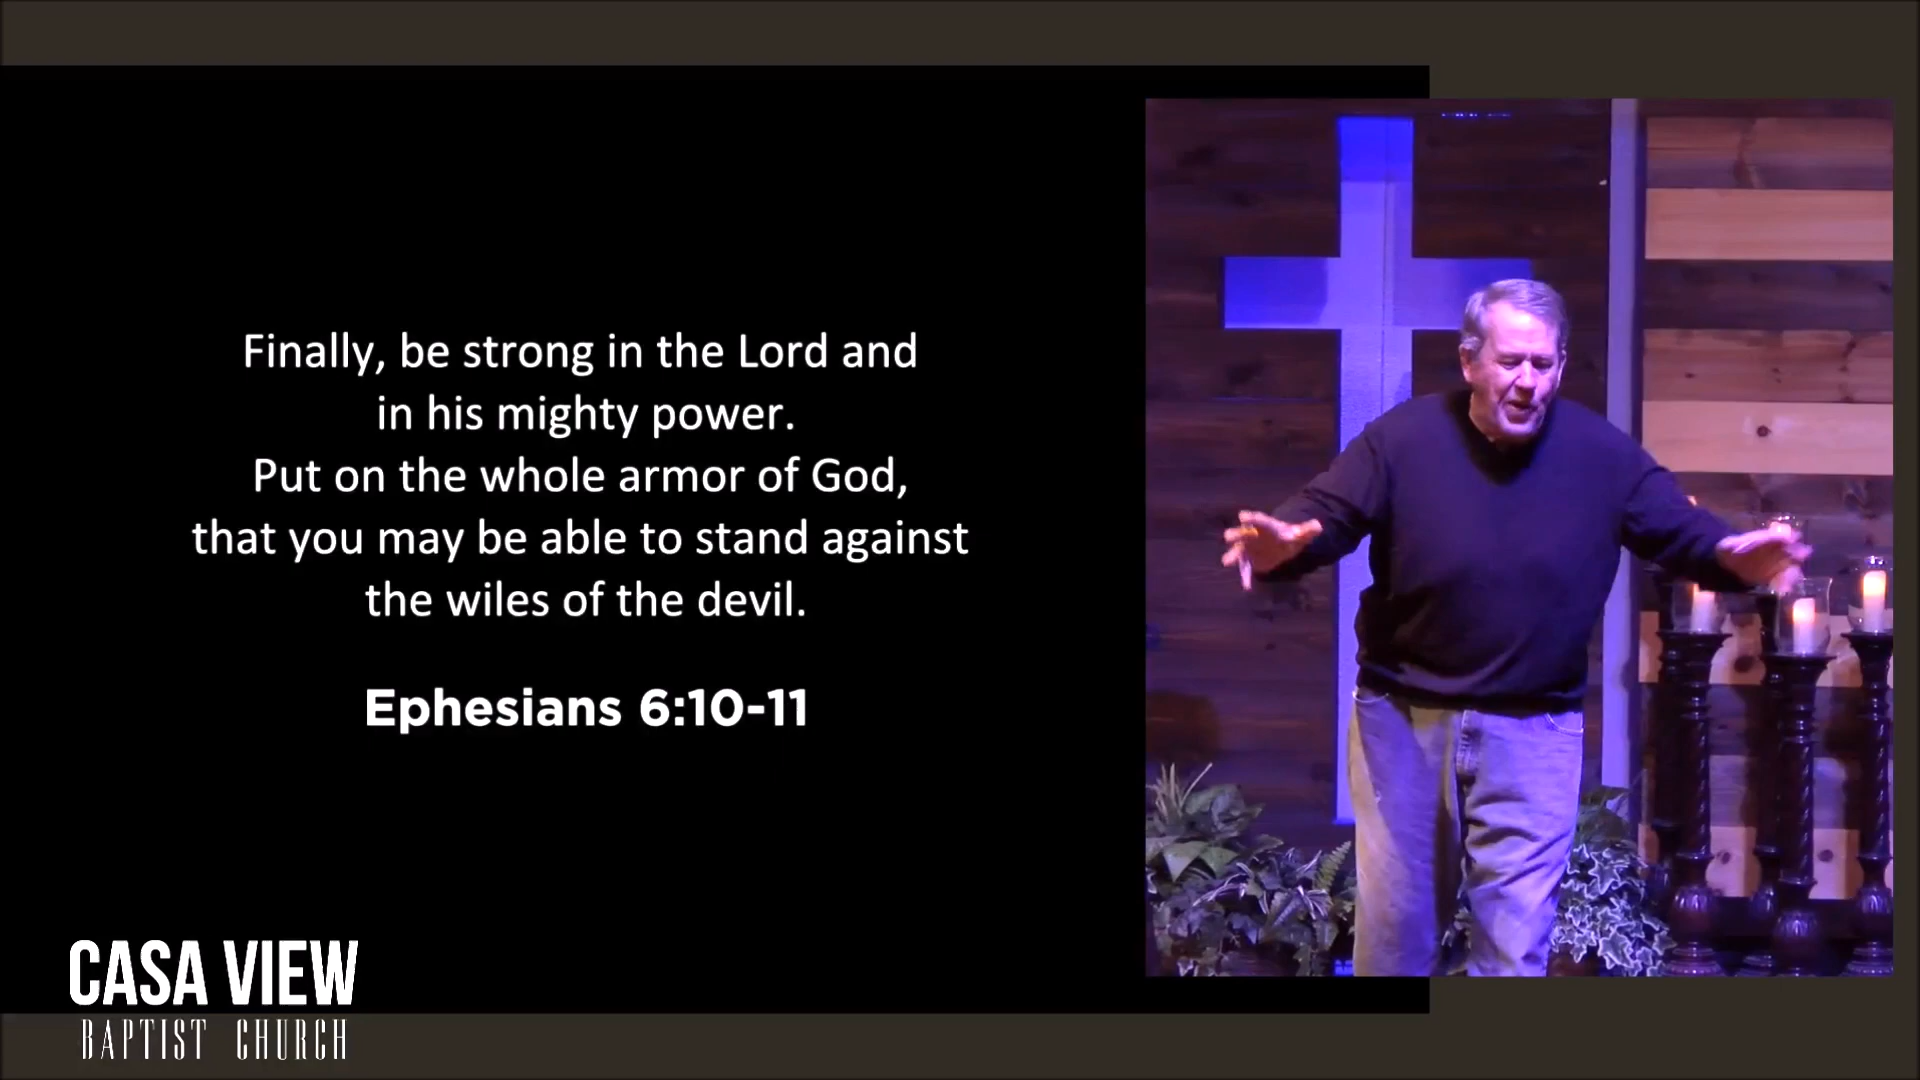 Finally, be strong in the Lord and
in his mighty power.
Put on the whole armor of God,
that you may be able to stand against
the wiles of the devil.
Ephesians 6:10-11
CASA VIEW
BAPTIST CHURCH